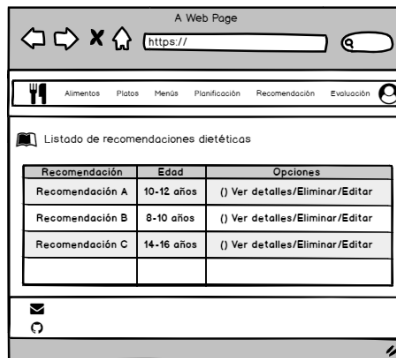 A Web Page
https://
Alimentos Platos Menús Planificación Recomendación Evaluación
Listado de recomendaciones dietéticas
Recomendación Edad Opciones
Recomendación A 10-12 años () Ver detalles/Eliminar/Editar
Recomendación B 8-10 años () Ver detalles/Eliminar/Editar
Recomendación C 14-16 años () Ver detalles/Eliminar/Editar